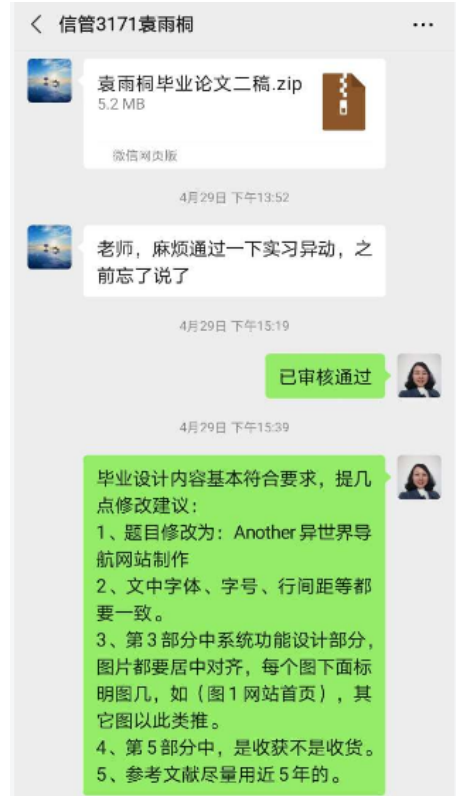 信管3171袁雨桐
袁雨桐毕业论文二稿.zip
5.2 MB
微信网页版
4月29日 下午13:52
老师，麻烦通过一下实习异动，之
前忘了说了
4月29日 下午15:19
已审核通过
4月29日 下午15:39
毕业设计内容基本符合要求，提几
点修改建议：
1、题目修改为：Another 异世界导
航网站制作
2、文中字体、字号、行间距等都
要一致。
3、第3部分中系统功能设计部分，
图片都要居中对齐，每个图下面标
明图几，如（图1网站首页），其
它图以此类推。
4、第5部分中，是收获不是收货。
5、参考文献尽量用近5年的。